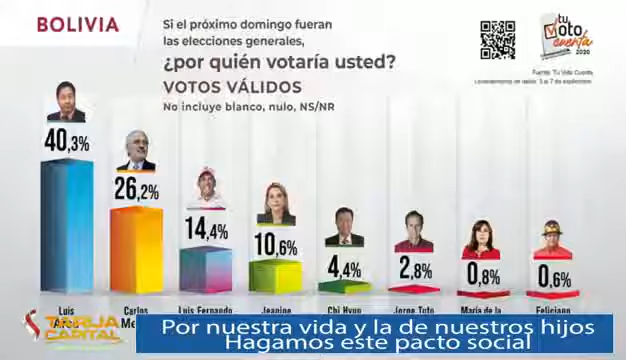 BOLIVIA
Si el próximo domingo fueran
las elecciones generales,
¿por quién votaría usted?
VOTOS VÁLIDOS
No incluye blanco, nulo, NS/NR
tu
Voto
cuenta
2020
Fuente: Tu Voto Cuenta
40,3%
26,2%
14,4%
10,6%
4,4%
2,8%
0,8%
0,6%
Luis
Carlos
Luis Fernando
Jeanine
Chi Hyun
Jorge Tuto
María de la
Feliciano
TARIJA
CAPITAL
Por nuestra vida y la de nuestros hijos
Hagamos este pacto social